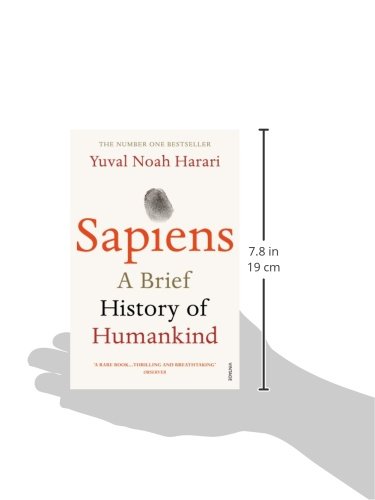 THE NUMBER ONE BESTSELLER
Yuval Noah Harari
Sapiens
A Brief
History of
Humankind
'A RARE BOOK...THRILLING AND BREATHTAKING'
OBSERVER
VINTAGE
7.8 in
19 cm